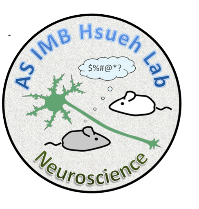 AS IMB Hsueh Lab
$%#@*?
Neuroscience